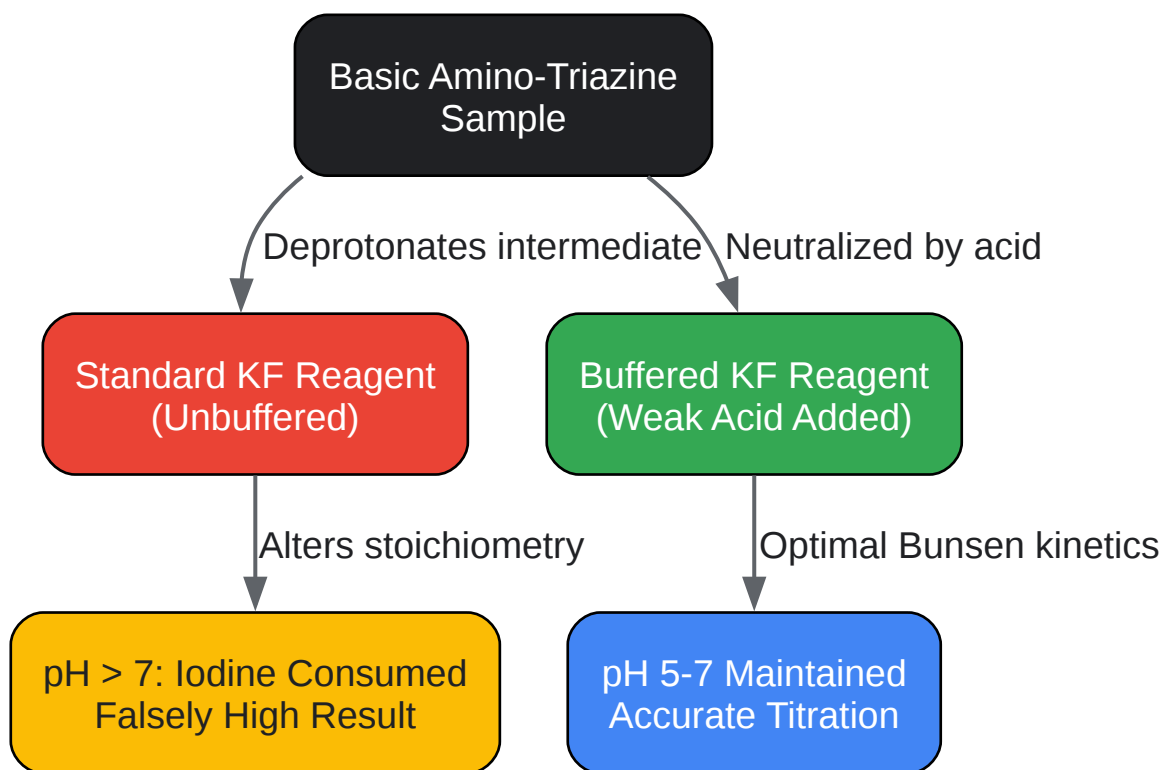 Basic Amino-Triazine
Sample
Deprotonates intermediate
Neutralized by acid
Standard KF Reagent
(Unbuffered)
Buffered KF Reagent
(Weak Acid Added)
Alters stoichiometry
Optimal Bunsen kinetics
pH > 7: Iodine Consumed
Falsely High Result
pH 5-7 Maintained
Accurate Titration